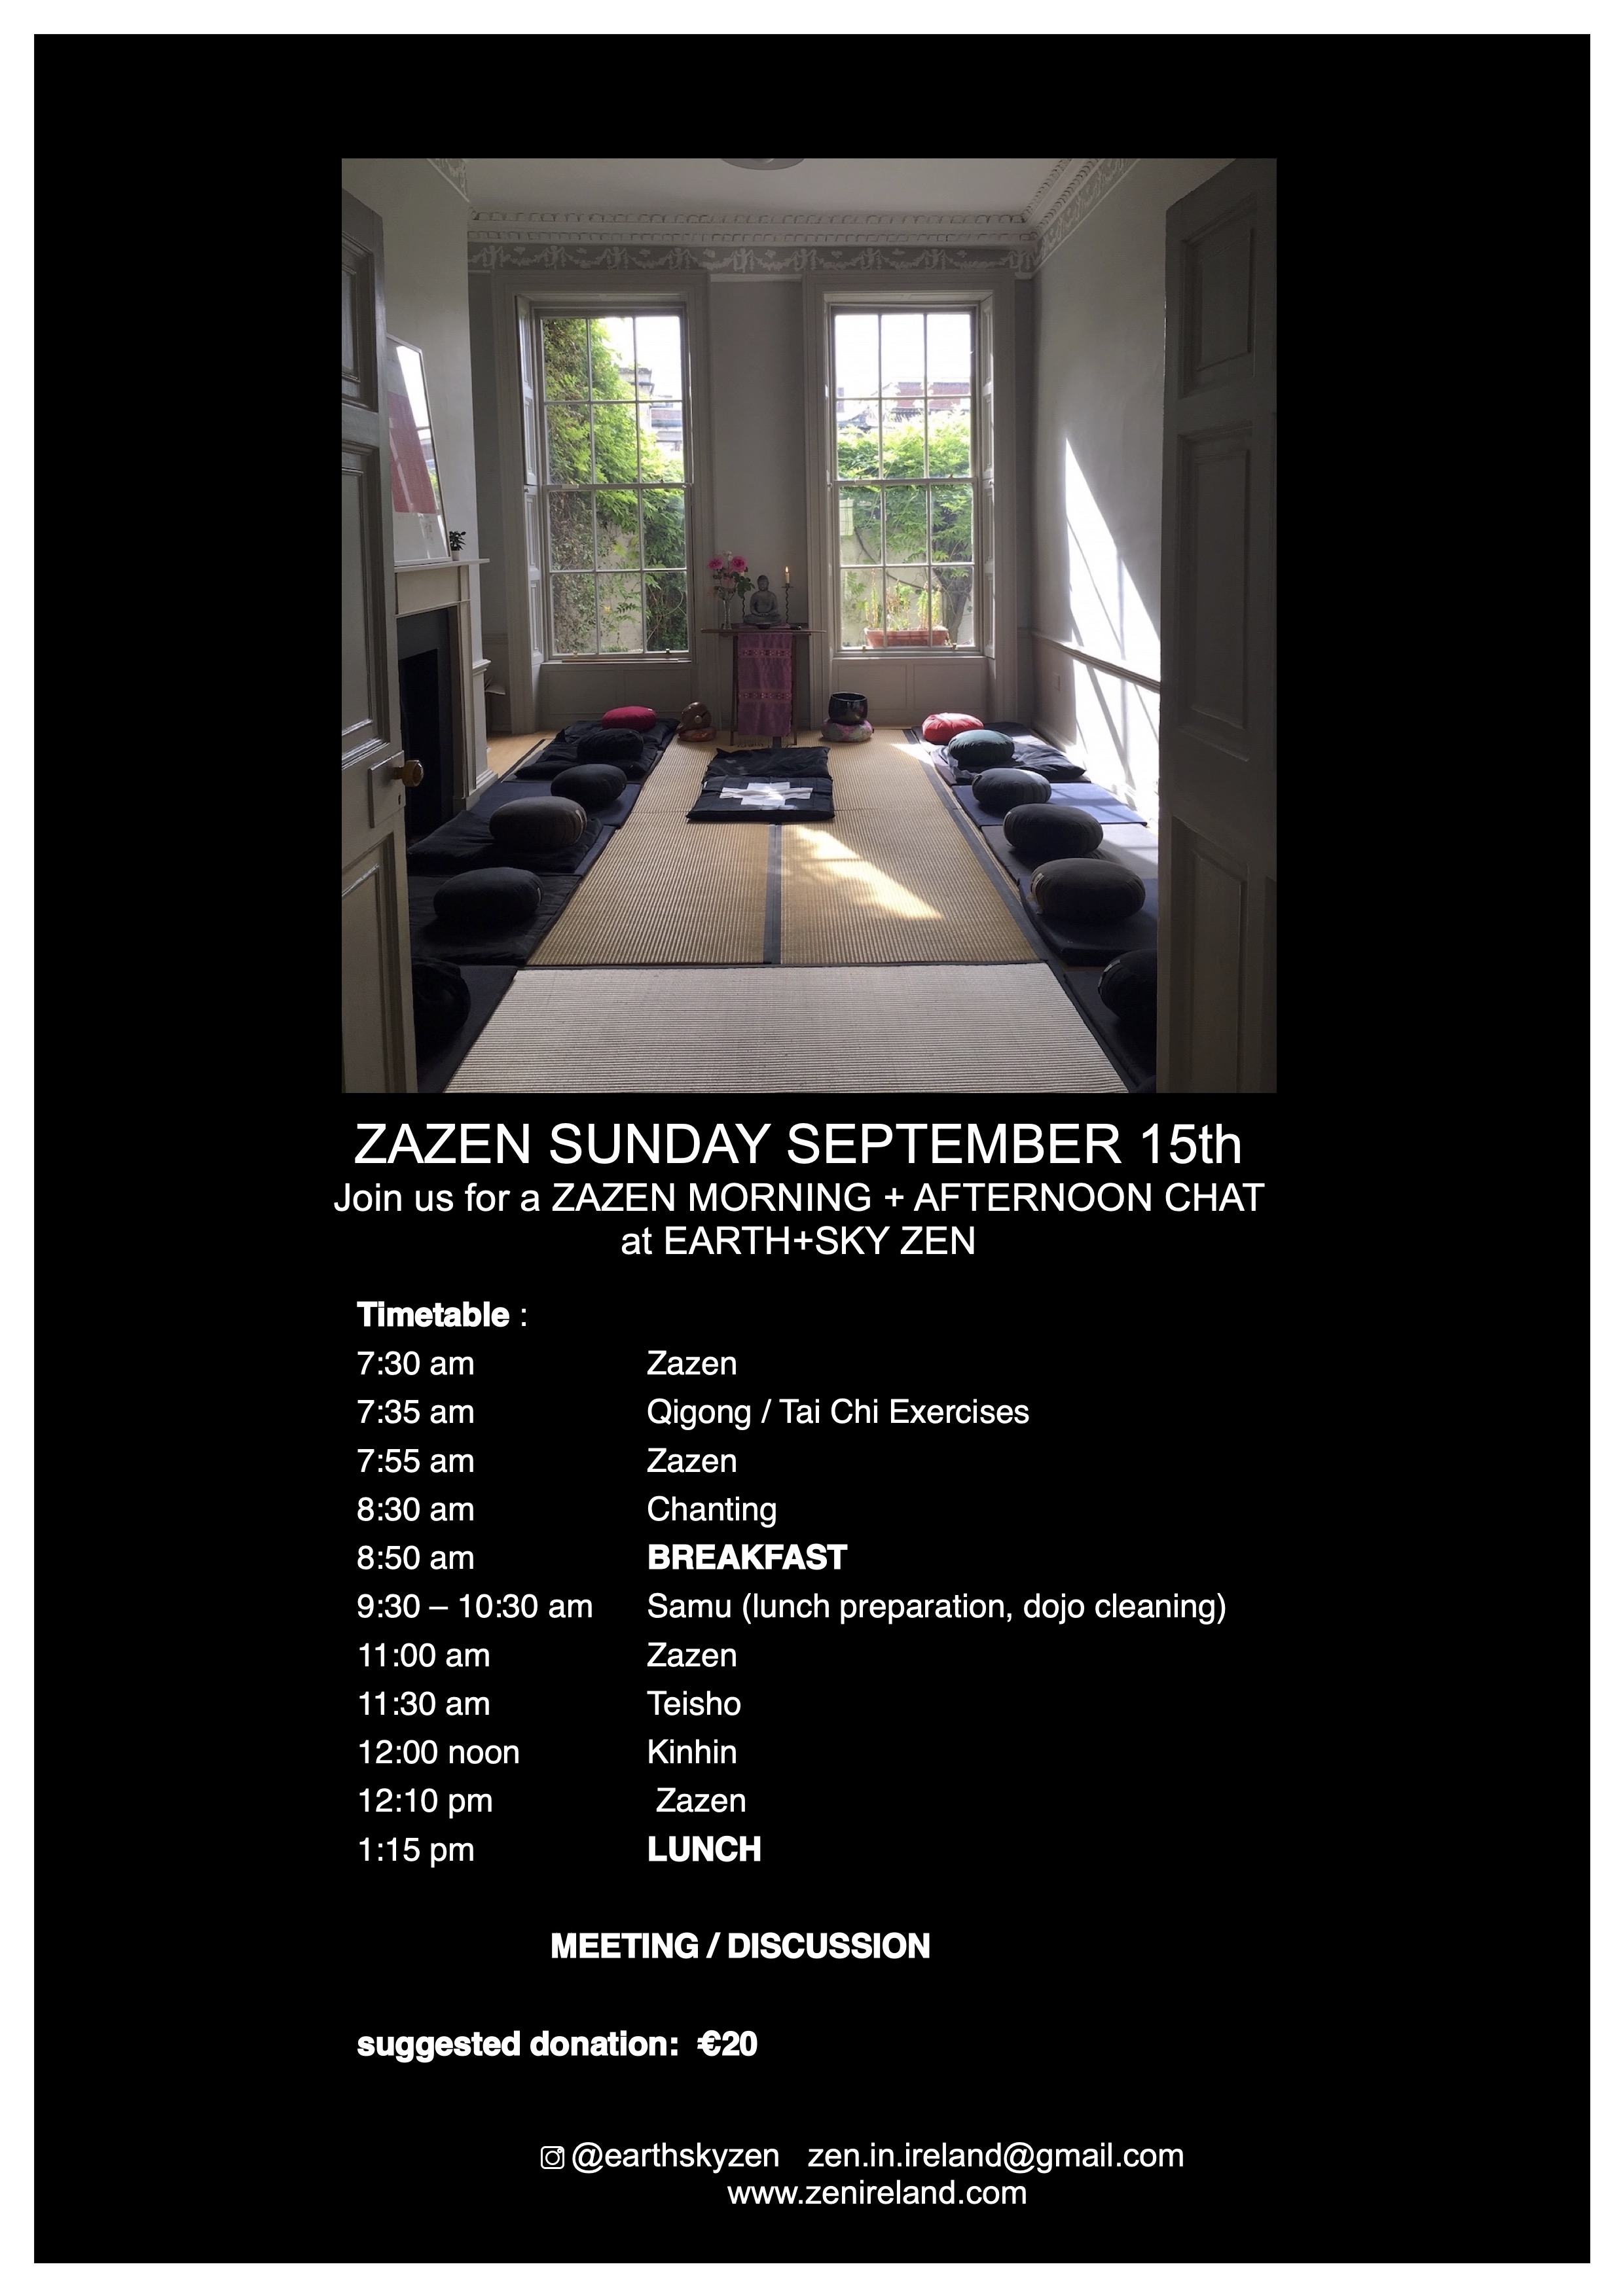 ZAZEN SUNDAY SEPTEMBER 15th
Join us for a ZAZEN MORNING + AFTERNOON CHAT
at EARTH+SKY ZEN
Timetable :
7:30 am Zazen
7:35 am Qigong / Tai Chi Exercises
7:55 am Zazen
8:30 am Chanting
8:50 am BREAKFAST
9:30 – 10:30 am Samu (lunch preparation, dojo cleaning)
11:00 am Zazen
11:30 am Teisho
12:00 noon Kinhin
12:10 pm Zazen
1:15 pm LUNCH
MEETING / DISCUSSION
suggested donation: €20
@earthskyzen zen.in.ireland@gmail.com
www.zenireland.com